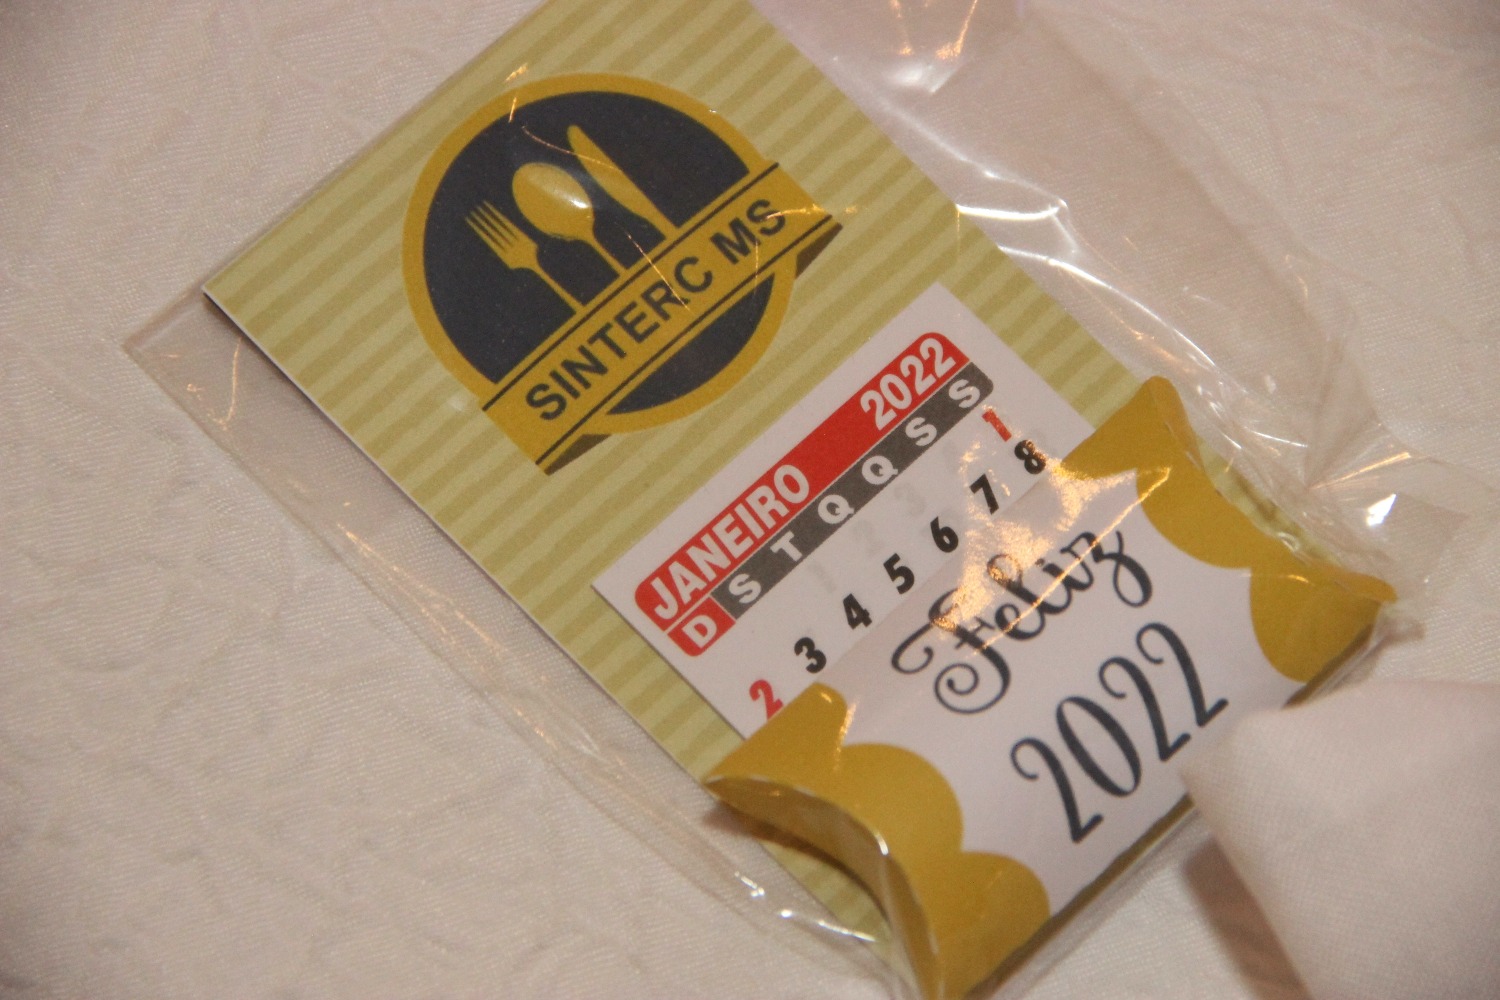 SINTERC MS
JANEIRO 2022
D S T Q Q S S
1
2 3 4 5 6 7 8
Feliz
2022